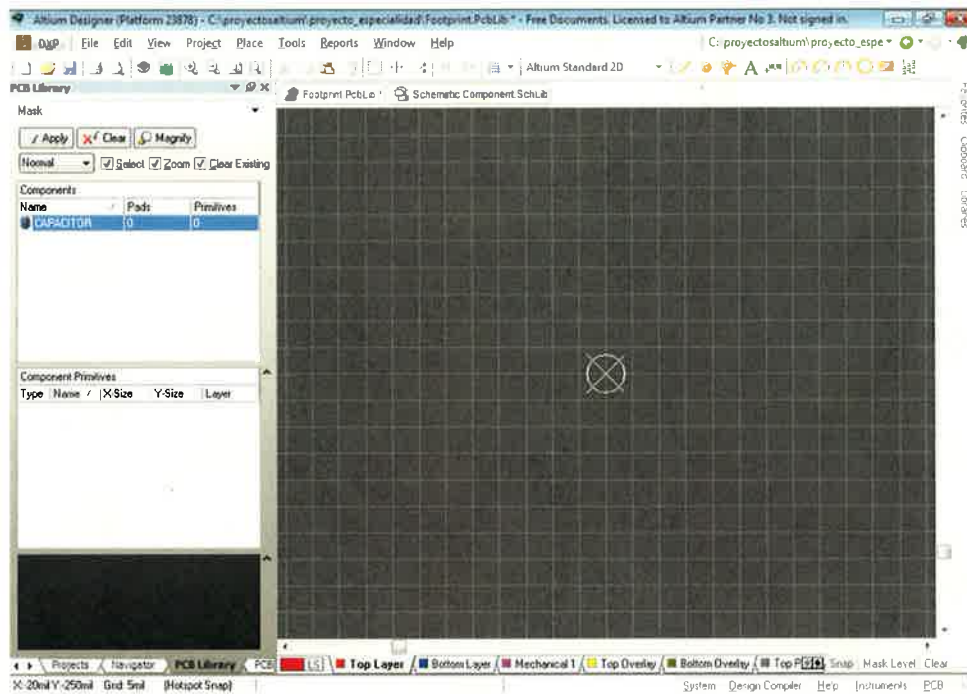 Altium Designer (Platform 23878) - C:\proyectosaltium\proyecto_especialidad\Footprint.PcbLib * - Free Documents. Licensed to Altium Partner No 3. Not signed in.
DXP File Edit View Project Place Tools Reports Window Help C:\proyectosaltium\proyecto_espe
Altium Standard 2D
PCB Library
Footprint.PcbLib * Schematic Component.SchLib
Mask
Apply Clear Magnify
Normal Select Zoom Clear Existing
Components
Name Pads Primitives
CAPACITOR 0 0
Component Primitives
Type Name X-Size Y-Size Layer
Favorites Clipboard Libraries
Projects Navigator PCB Library PCB LS Top Layer Bottom Layer Mechanical 1 Top Overlay Bottom Overlay Top P Snap Mask Level Clear
X:-20mil Y:-250mil Grid: 5mil (Hotspot Snap) System Design Compiler Help Instruments PCB